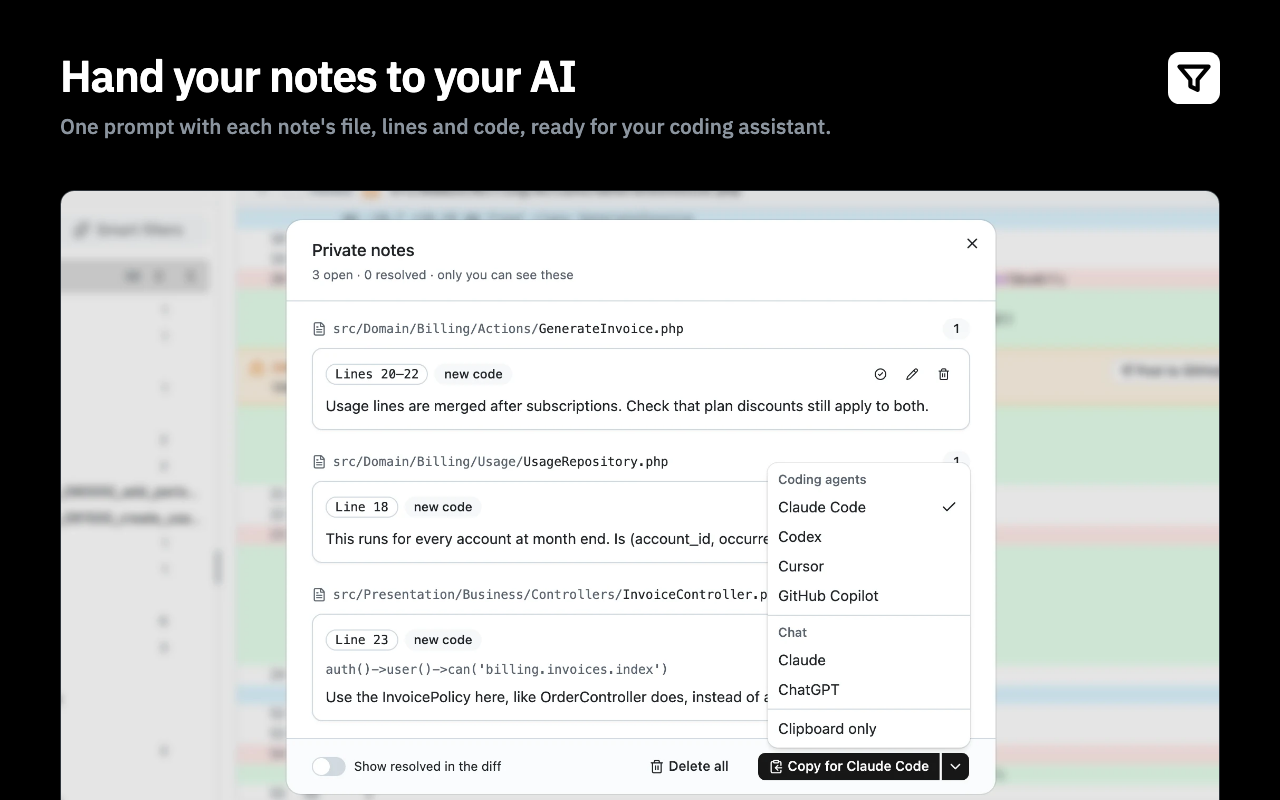 Hand your notes to your AI
One prompt with each note's file, lines and code, ready for your coding assistant.
Smart filters
Private notes
3 open · 0 resolved · only you can see these
src/Domain/Billing/Actions/GenerateInvoice.php
1
Lines 20–22
new code
Usage lines are merged after subscriptions. Check that plan discounts still apply to both.
src/Domain/Billing/Usage/UsageRepository.php
1
Line 18
new code
This runs for every account at month end. Is (account_id, occurre
src/Presentation/Business/Controllers/InvoiceController.p
Line 23
new code
auth()->user()->can('billing.invoices.index')
Use the InvoicePolicy here, like OrderController does, instead of a
Coding agents
Claude Code
Codex
Cursor
GitHub Copilot
Chat
Claude
ChatGPT
Clipboard only
Show resolved in the diff
Delete all
Copy for Claude Code